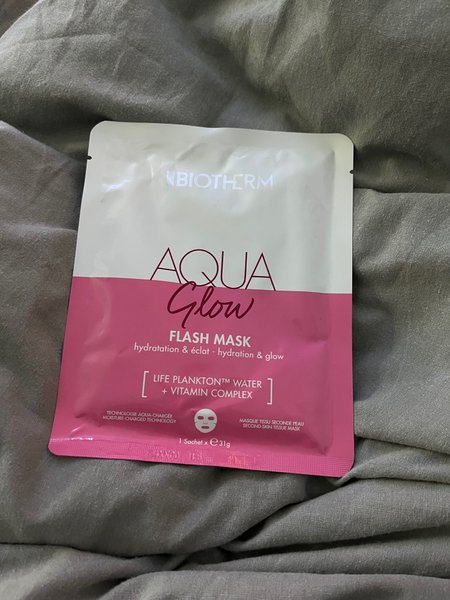 BIOTHERM
AQUA
Glow
FLASH MASK
hydratation & éclat - hydration & glow
LIFE PLANKTON™ WATER
+ VITAMIN COMPLEX
TECHNOLOGIE AQUA-CHARGÉE
MOISTURE-CHARGED TECHNOLOGY
MASQUE TISSU SECONDE PEAU
SECOND SKIN TISSUE MASK
1 Sachet x ℮31g